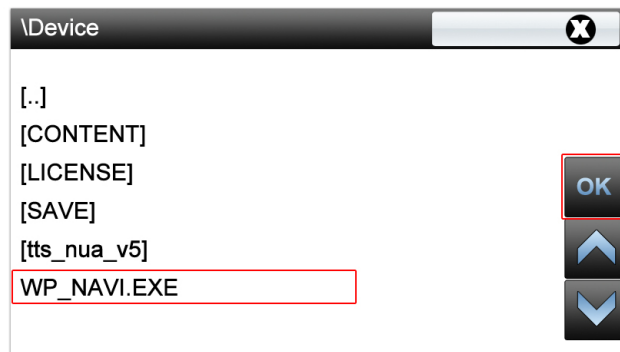 \Device
X
[..]
[CONTENT]
[LICENSE]
[SAVE]
[tts_nua_v5]
WP_NAVI.EXE
OK